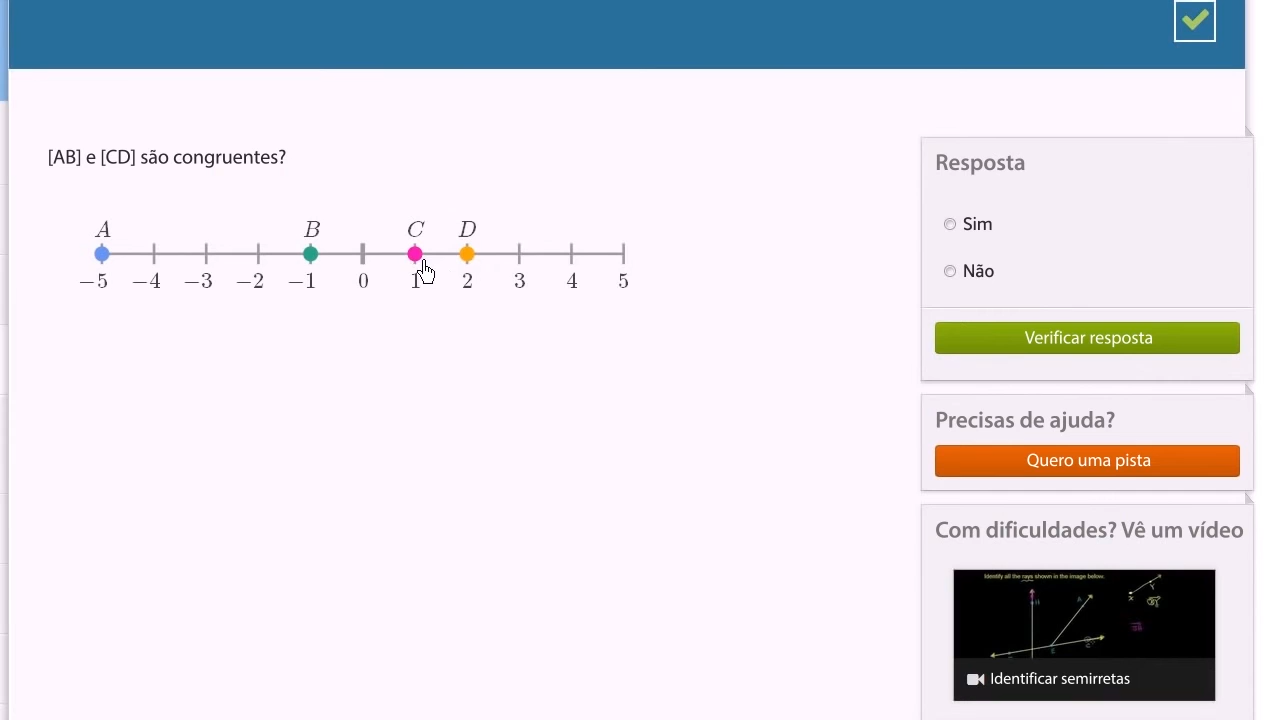 [AB] e [CD] são congruentes?
A B C D
−5 −4 −3 −2 −1 0 1 2 3 4 5
Resposta
Sim
Não
Verificar resposta
Precisas de ajuda?
Quero uma pista
Com dificuldades? Vê um vídeo
Identify all the rays shown in the image below.
Identificar semirretas